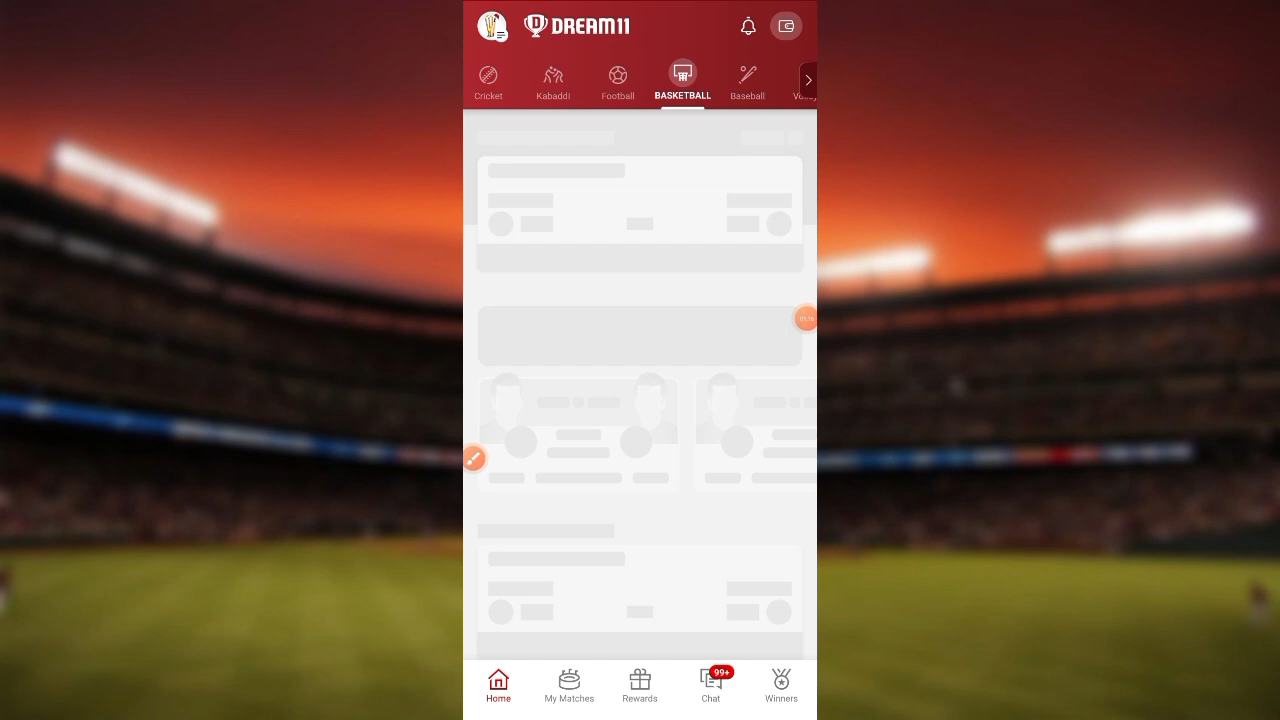 DREAM11
Cricket Kabaddi Football BASKETBALL Baseball
99+
Home My Matches Rewards Chat Winners